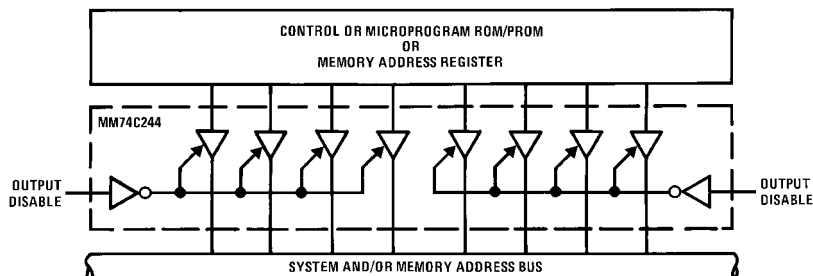 CONTROL OR MICROPROGRAM ROM/PROM
OR
MEMORY ADDRESS REGISTER
MM74C244
OUTPUT
DISABLE
OUTPUT
DISABLE
SYSTEM AND/OR MEMORY ADDRESS BUS